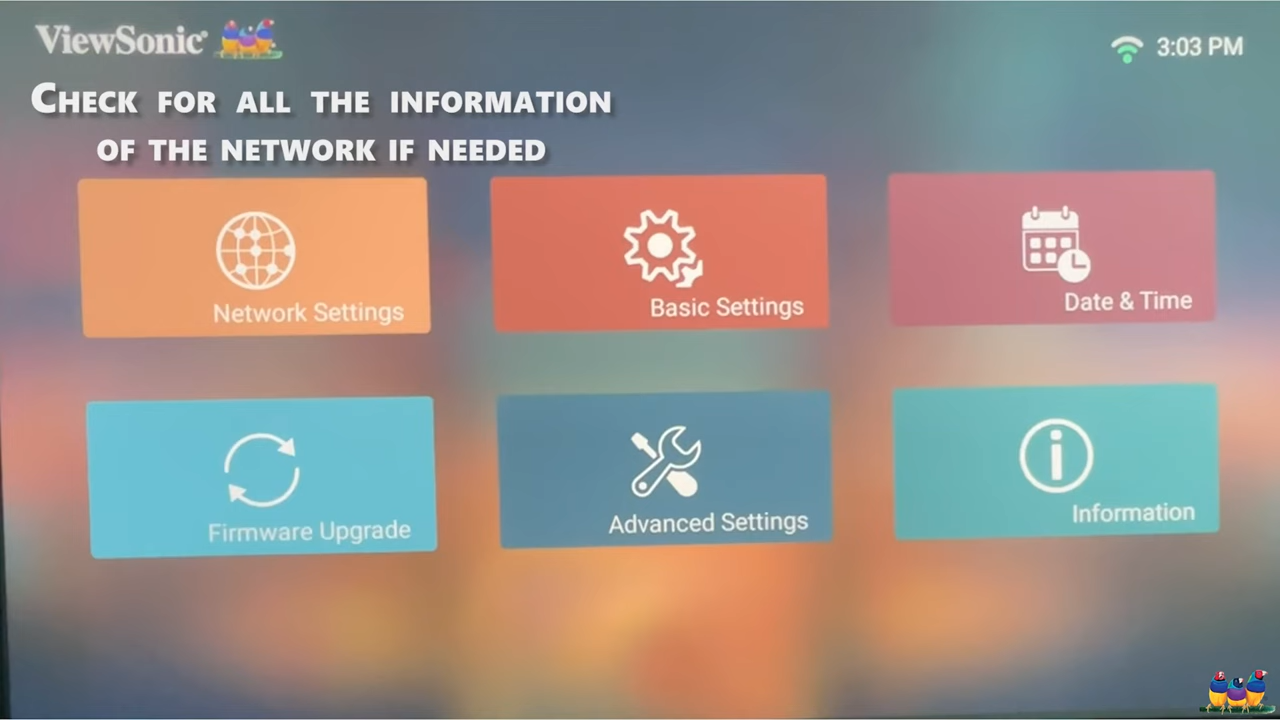 ViewSonic
3:03 PM
CHECK FOR ALL THE INFORMATION
OF THE NETWORK IF NEEDED
Network Settings
Basic Settings
Date & Time
Firmware Upgrade
Advanced Settings
Information